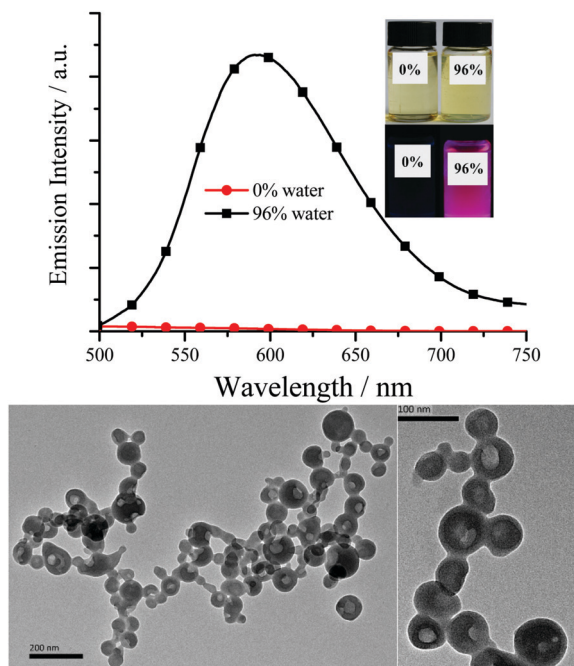 Emission Intensity / a.u.
0%
96%
0%
96%
0% water
96% water
500
550
600
650
700
750
Wavelength / nm
100 nm
200 nm